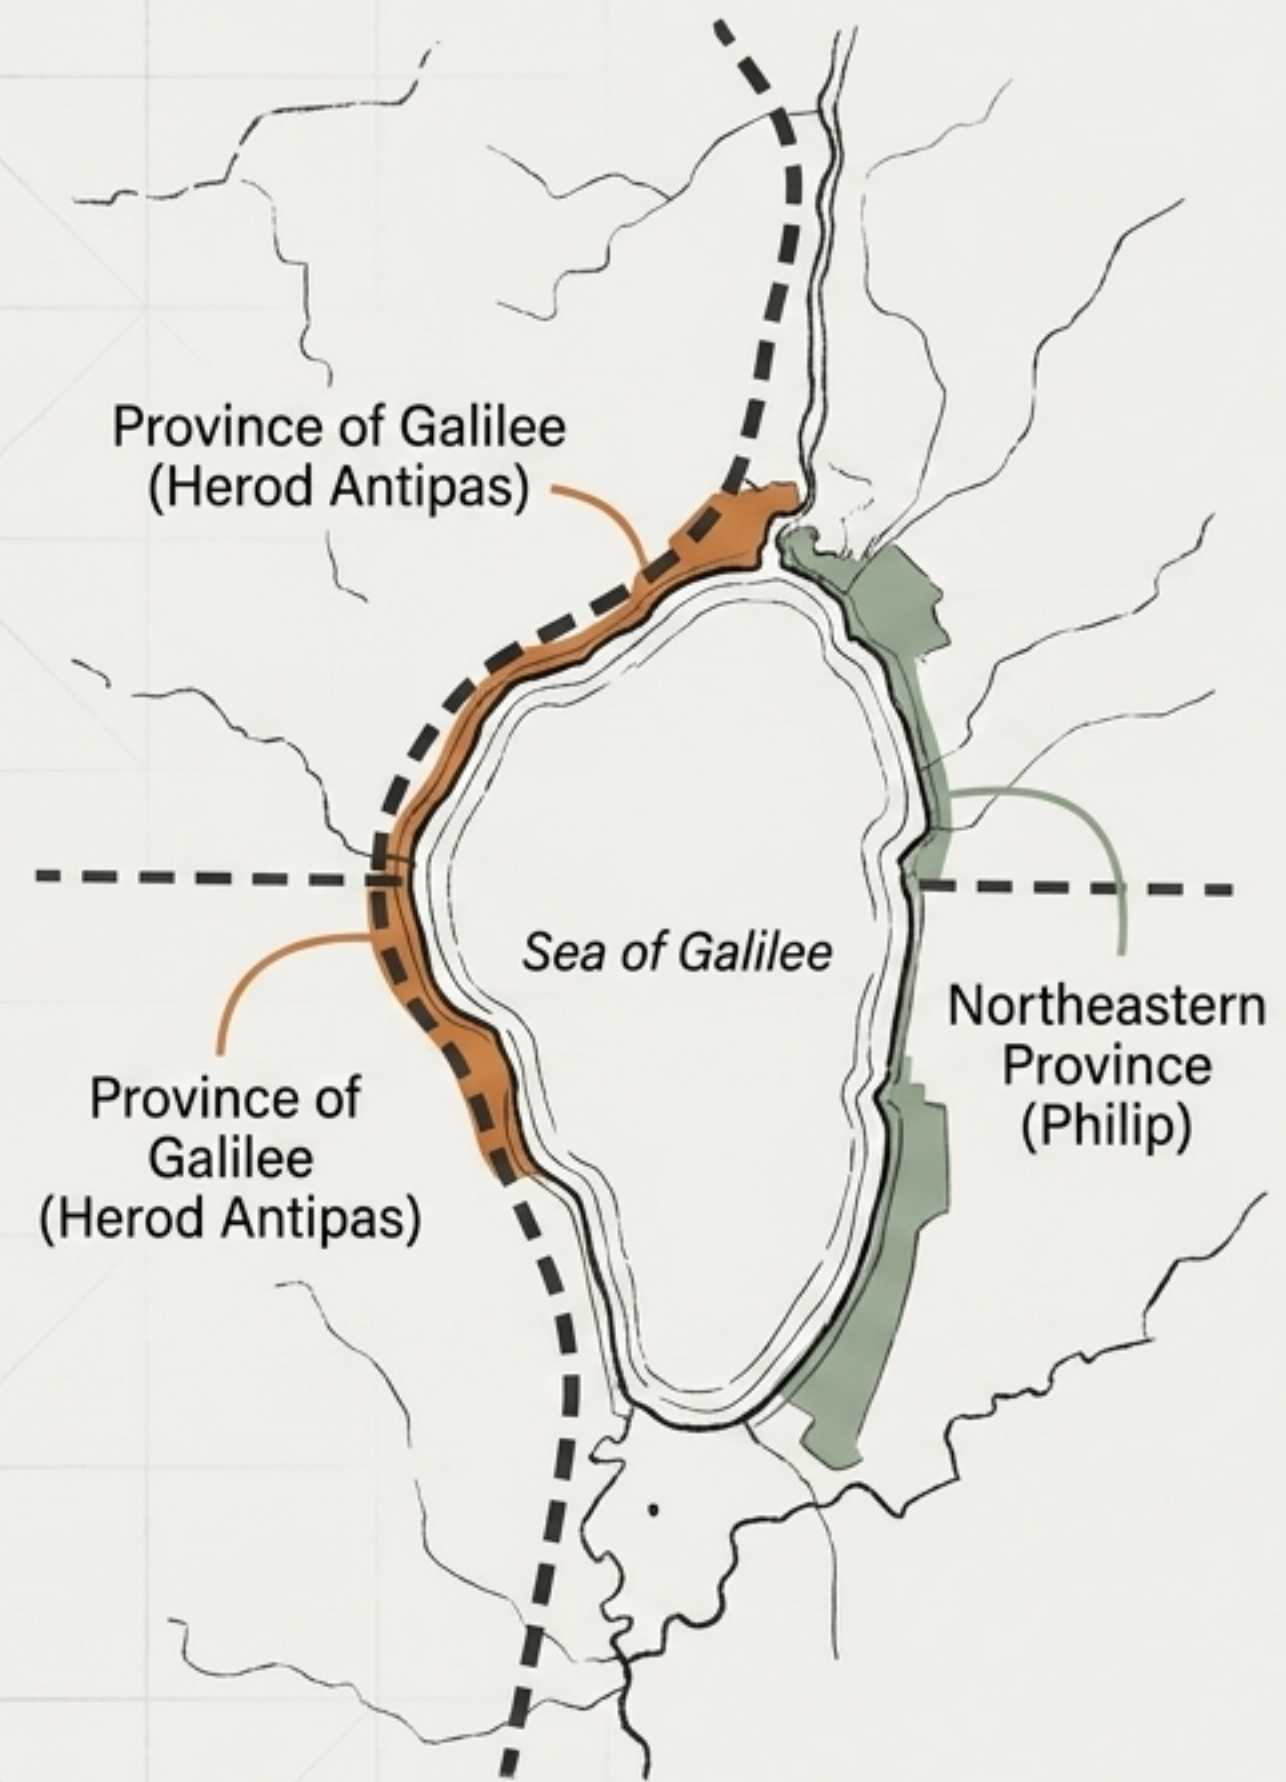 Province of Galilee
(Herod Antipas)
Sea of Galilee
Northeastern
Province
(Philip)
Province of
Galilee
(Herod Antipas)